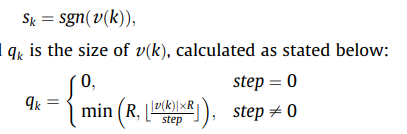 s_k = sgn(v(k)),
q_k is the size of v(k), calculated as stated below:
q_k = { 0, step = 0
min (R, ⌊|v(k)|×R / step⌋), step ≠ 0